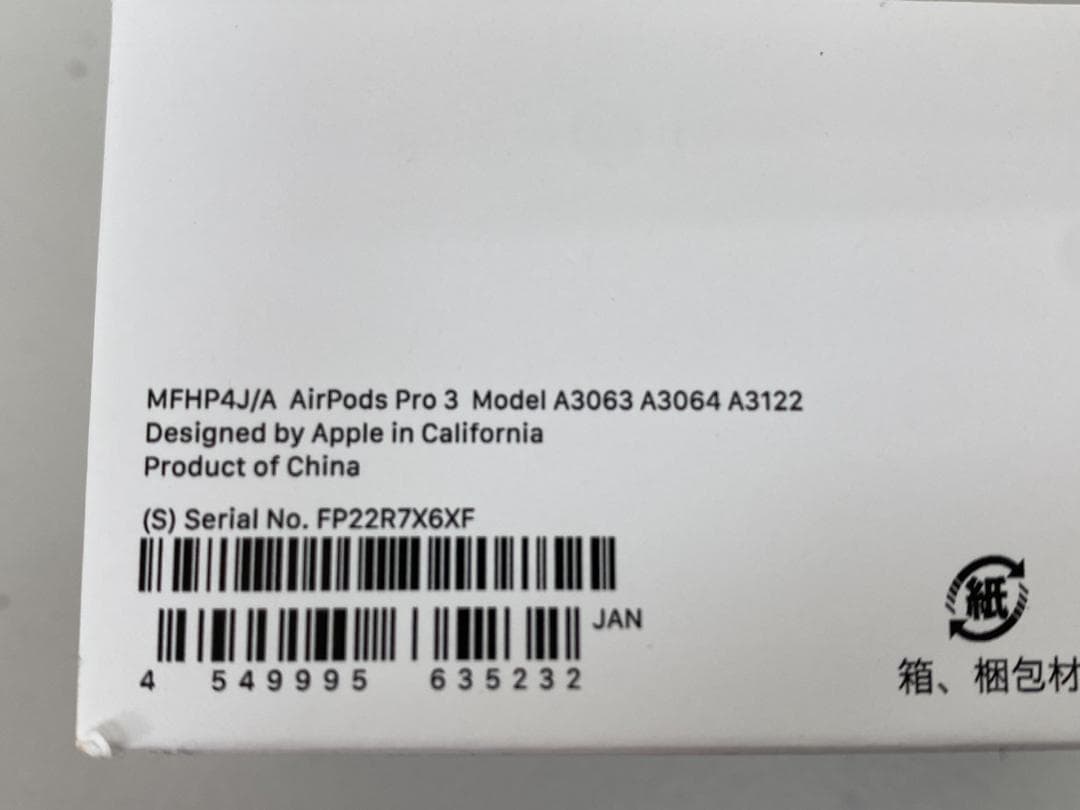 MFHP4J/A AirPods Pro 3 Model A3063 A3064 A3122
Designed by Apple in California
Product of China
(S) Serial No. FP22R7X6XF
JAN
4 549995 635232
紙
箱、梱包材